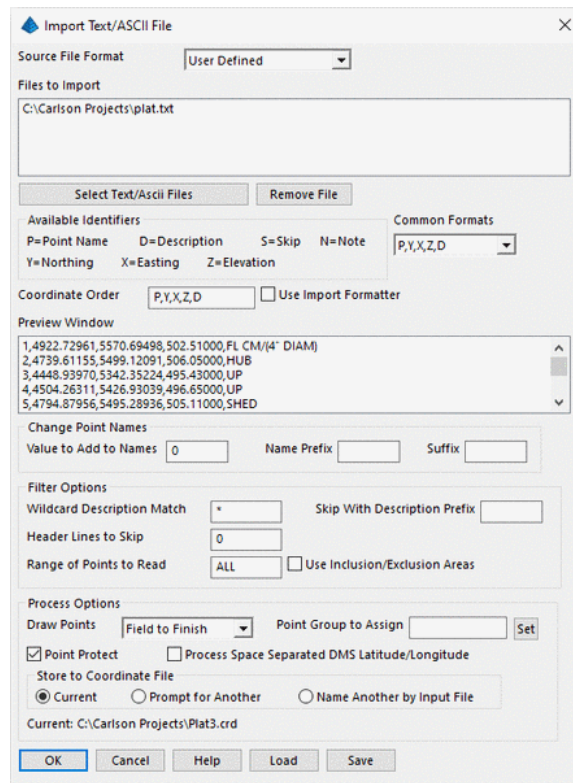 Import Text/ASCII File
Source File Format User Defined
Files to Import
C:\Carlson Projects\plat.txt
Select Text/Ascii Files Remove File
Available Identifiers Common Formats
P=Point Name D=Description S=Skip N=Note P,Y,X,Z,D
Y=Northing X=Easting Z=Elevation
Coordinate Order P,Y,X,Z,D Use Import Formatter
Preview Window
1,4922.72961,5570.69498,502.51000,FL CM/(4" DIAM)
2,4739.61155,5499.12091,506.05000,HUB
3,4448.93970,5342.35224,495.43000,UP
4,4504.26311,5426.93039,496.65000,UP
5,4794.87956,5495.28936,505.11000,SHED
Change Point Names
Value to Add to Names 0 Name Prefix Suffix
Filter Options
Wildcard Description Match * Skip With Description Prefix
Header Lines to Skip 0
Range of Points to Read ALL Use Inclusion/Exclusion Areas
Process Options
Draw Points Field to Finish Point Group to Assign Set
Point Protect Process Space Separated DMS Latitude/Longitude
Store to Coordinate File
Current Prompt for Another Name Another by Input File
Current: C:\Carlson Projects\Plat3.crd
OK Cancel Help Load Save